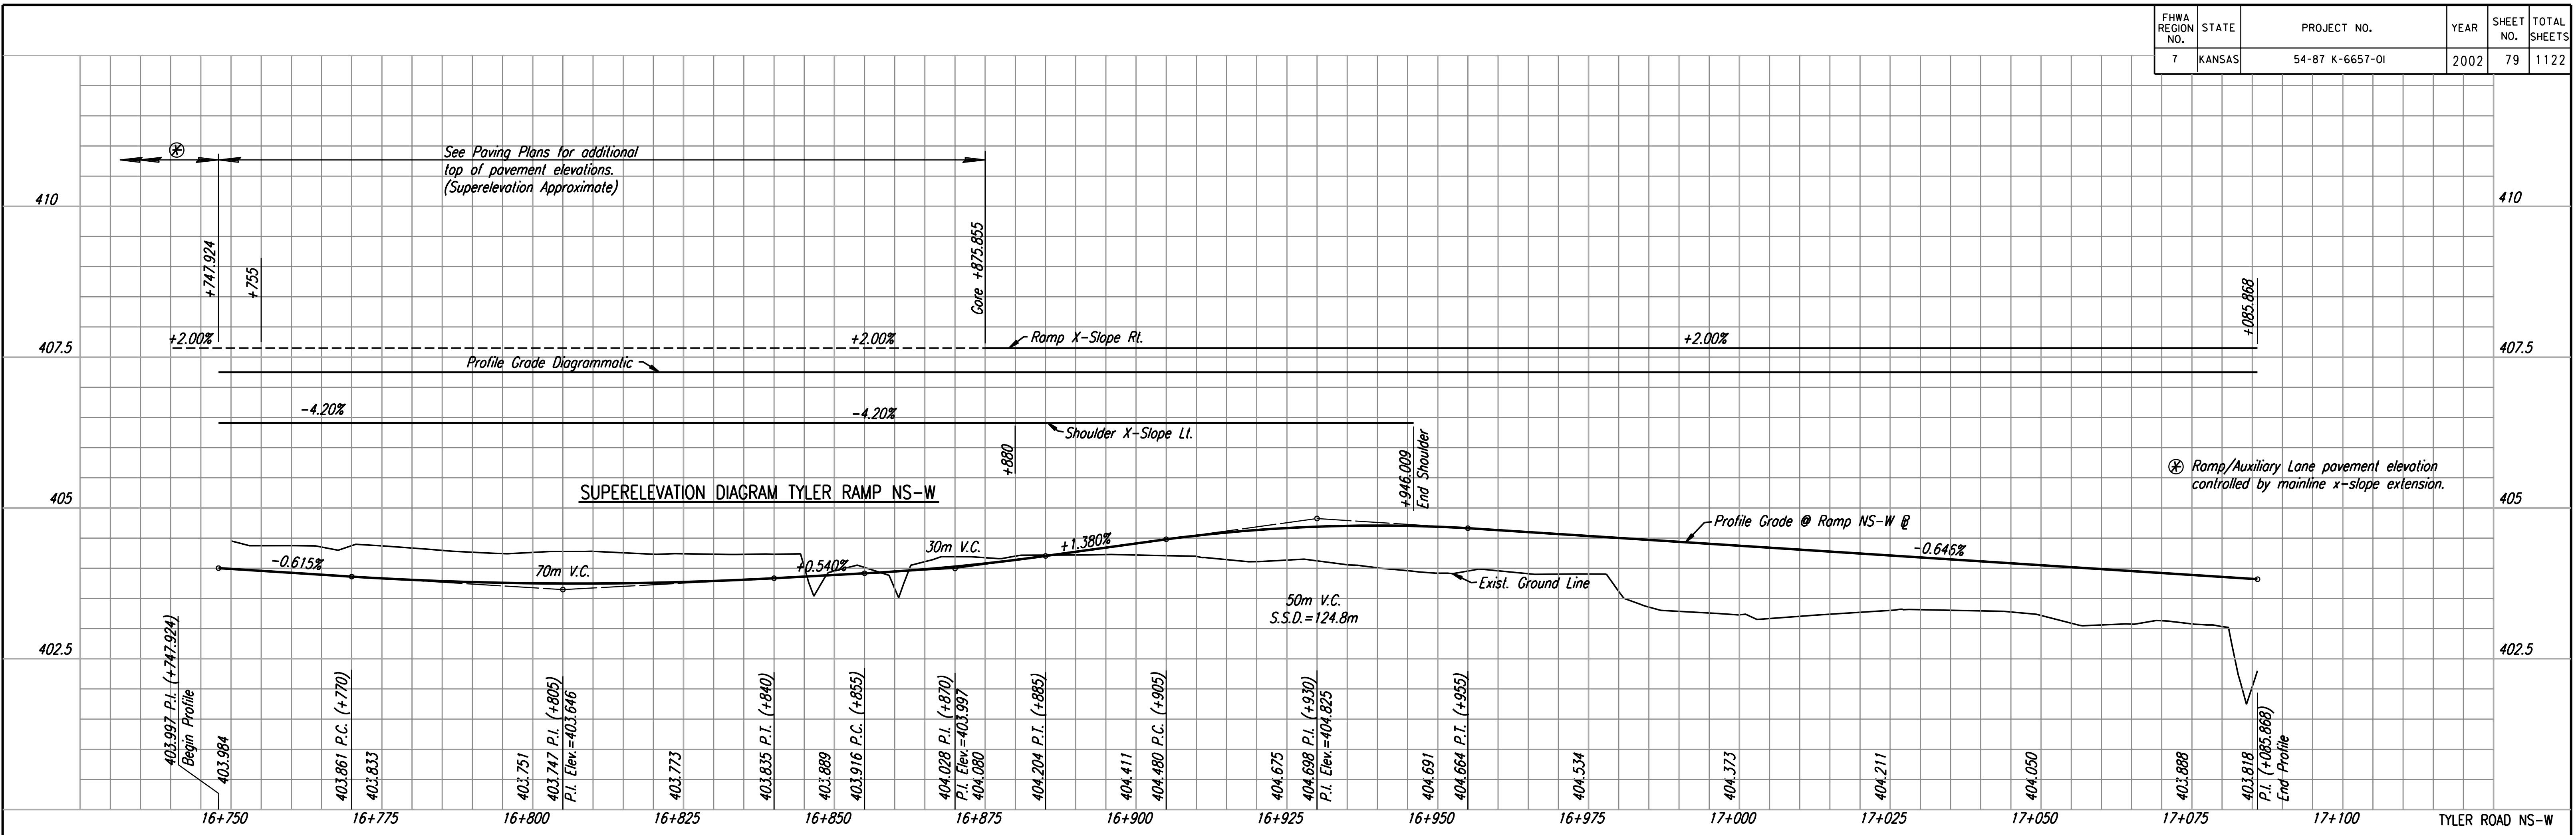 FHWA REGION NO.
STATE
PROJECT NO.
YEAR
SHEET NO.
TOTAL SHEETS
7
KANSAS
54-87 K-6657-01
2002
79
1122
See Paving Plans for additional
top of pavement elevations.
(Superelevation Approximate)
410
410
+747.924
+755
Gore +875.855
+085.868
+2.00%
+2.00%
Ramp X-Slope Rt.
+2.00%
407.5
407.5
Profile Grade Diagrammatic
-4.20%
-4.20%
Shoulder X-Slope Lt.
+880
+946.009
End Shoulder
Ramp/Auxiliary Lane pavement elevation
controlled by mainline x-slope extension.
SUPERELEVATION DIAGRAM TYLER RAMP NS-W
405
405
Profile Grade @ Ramp NS-W ℄
-0.615%
70m V.C.
+0.540%
30m V.C.
+1.380%
-0.646%
Exist. Ground Line
50m V.C.
S.S.D.=124.8m
402.5
402.5
403.997 P.I. (+747.924)
Begin Profile
403.984
403.861 P.C. (+770)
403.833
403.751
403.747 P.I. (+805)
P.I. Elev.=403.646
403.773
403.835 P.T. (+840)
403.889
403.916 P.C. (+855)
404.028 P.I. (+870)
P.I. Elev.=403.997
404.080
404.204 P.T. (+885)
404.411
404.480 P.C. (+905)
404.675
404.698 P.I. (+930)
P.I. Elev.=404.825
404.691
404.664 P.T. (+955)
404.534
404.373
404.211
404.050
403.888
403.818
P.I. (+085.868)
End Profile
16+750
16+775
16+800
16+825
16+850
16+875
16+900
16+925
16+950
16+975
17+000
17+025
17+050
17+075
17+100
TYLER ROAD NS-W